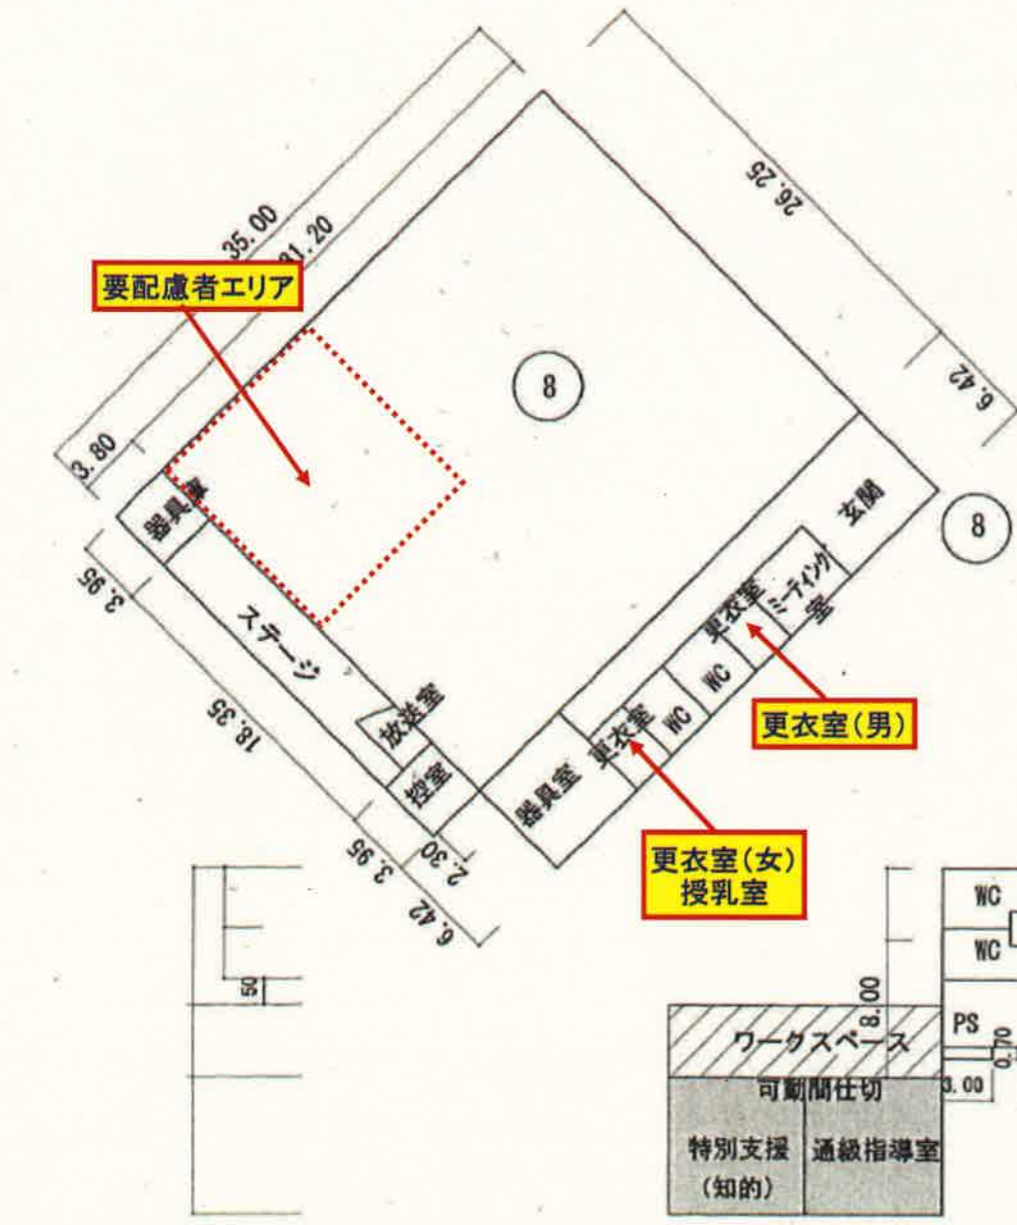 35.00
31.20
26.25
要配慮者エリア
8
6.42
3.80
器具室
玄関
8
3.95
ステージ
更衣室
ミーティング室
WC
更衣室(男)
18.35
放送室
更衣室
WC
控室
器具室
2.30
3.95
6.42
更衣室(女)
授乳室
WC
WC
50
8.00
PS
0.70
ワークスペース
可動間仕切
3.00
特別支援
(知的)
通級指導室